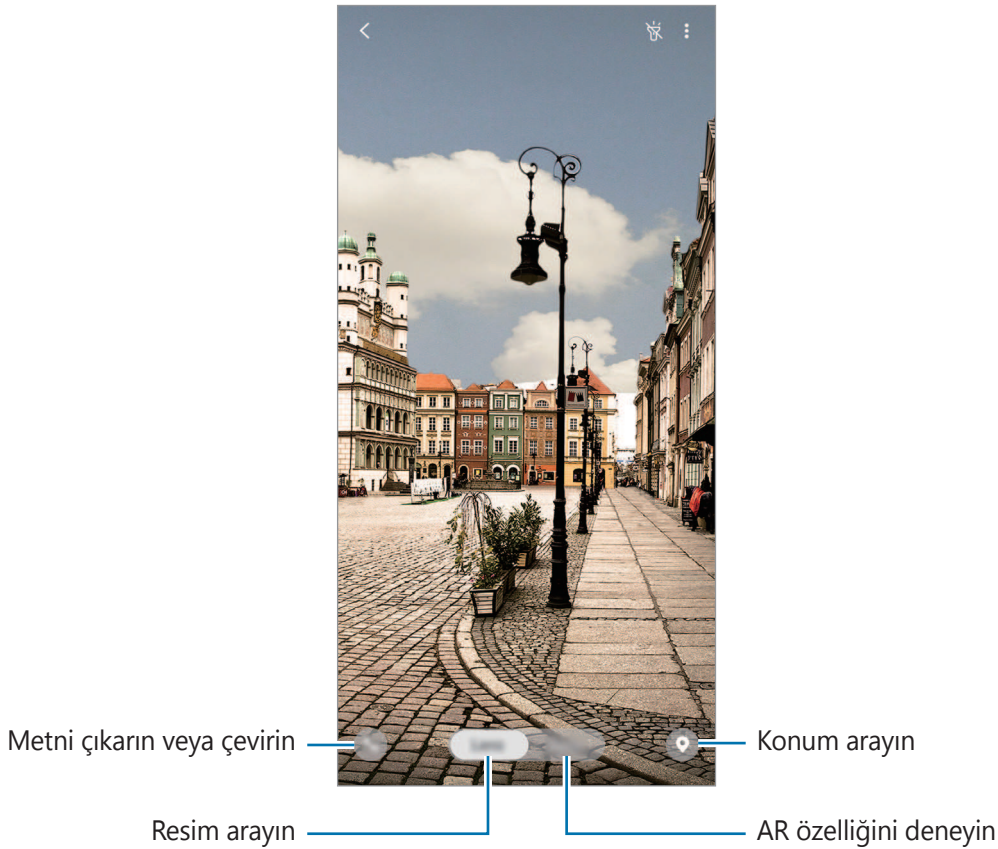 Metni çıkarın veya çevirin
Konum arayın
Resim arayın
AR özelliğini deneyin